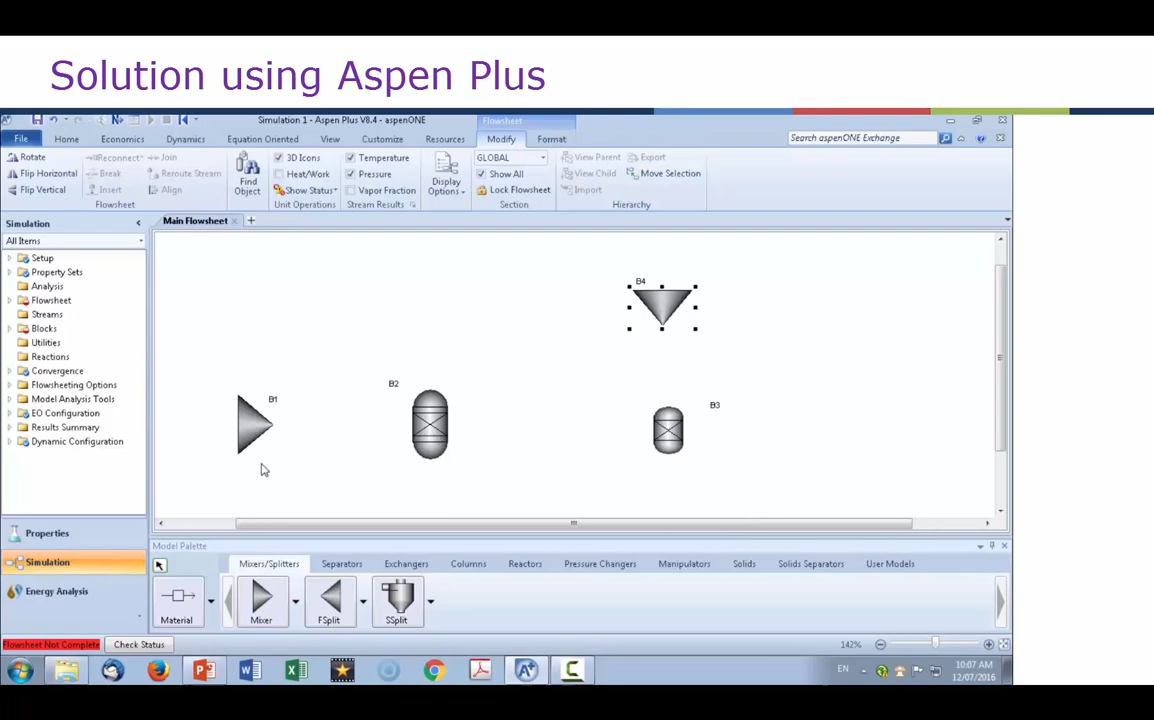 Solution using Aspen Plus
Simulation 1 - Aspen Plus V8.4 - aspenONE
Flowsheet
File Home Economics Dynamics Equation Oriented View Customize Resources Modify Format Search aspenONE Exchange
Rotate Reconnect Join 3D Icons Temperature GLOBAL View Parent Export
Flip Horizontal Break Reroute Stream Find Object Heat/Work Pressure Display Options Show All View Child Move Selection
Flip Vertical Insert Align Show Status Vapor Fraction Lock Flowsheet Import
Flowsheet Unit Operations Stream Results Section Hierarchy
Simulation
Main Flowsheet
All Items
Setup
Property Sets
Analysis
Flowsheet
Streams
Blocks
Utilities
Reactions
Convergence
Flowsheeting Options
Model Analysis Tools
EO Configuration
Results Summary
Dynamic Configuration
B4
B2
B1
B3
Properties
Simulation
Energy Analysis
Model Palette
Mixers/Splitters Separators Exchangers Columns Reactors Pressure Changers Manipulators Solids Solids Separators User Models
Material Mixer FSplit SSplit
Flowsheet Not Complete Check Status 142%
EN
10:07 AM
12/07/2016